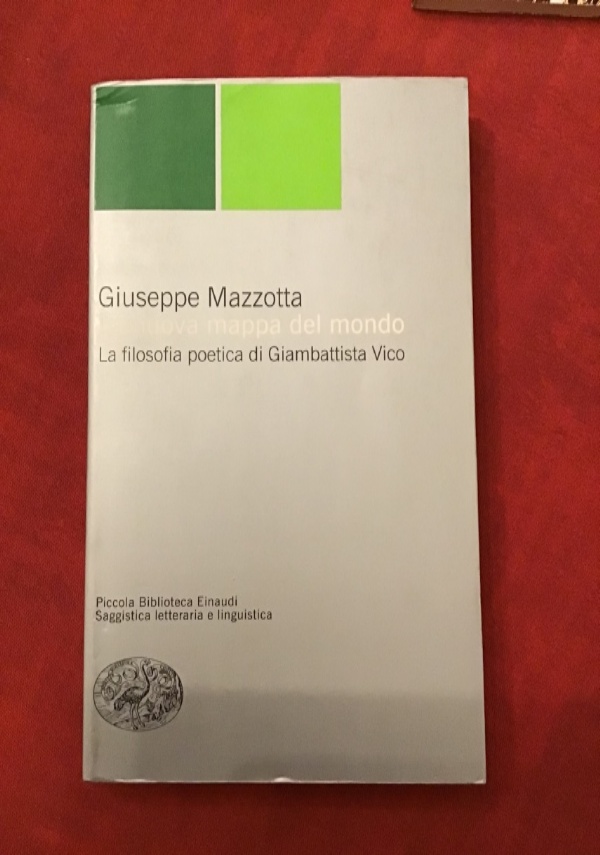 Giuseppe Mazzotta
nuova mappa del mondo
La filosofia poetica di Giambattista Vico
Piccola Biblioteca Einaudi
Saggistica letteraria e linguistica